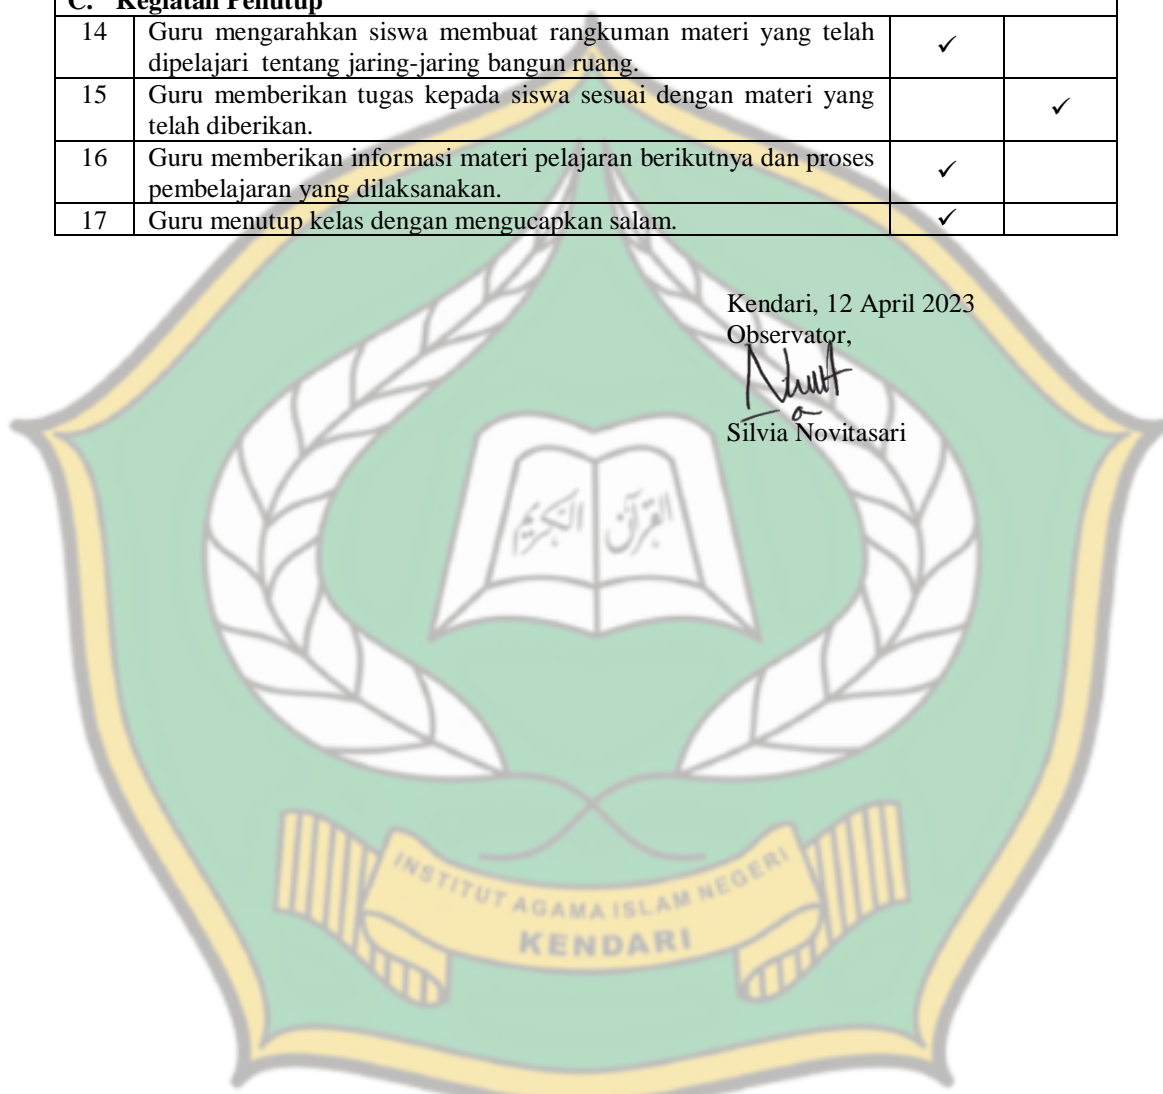 C. Kegiatan Penutup
14 Guru mengarahkan siswa membuat rangkuman materi yang telah ✓
dipelajari tentang jaring-jaring bangun ruang.
15 Guru memberikan tugas kepada siswa sesuai dengan materi yang ✓
telah diberikan.
16 Guru memberikan informasi materi pelajaran berikutnya dan proses ✓
pembelajaran yang dilaksanakan.
17 Guru menutup kelas dengan mengucapkan salam. ✓
Kendari, 12 April 2023
Observator,
Silvia Novitasari
القرآن الكريم
INSTITUT AGAMA ISLAM NEGERI
KENDARI